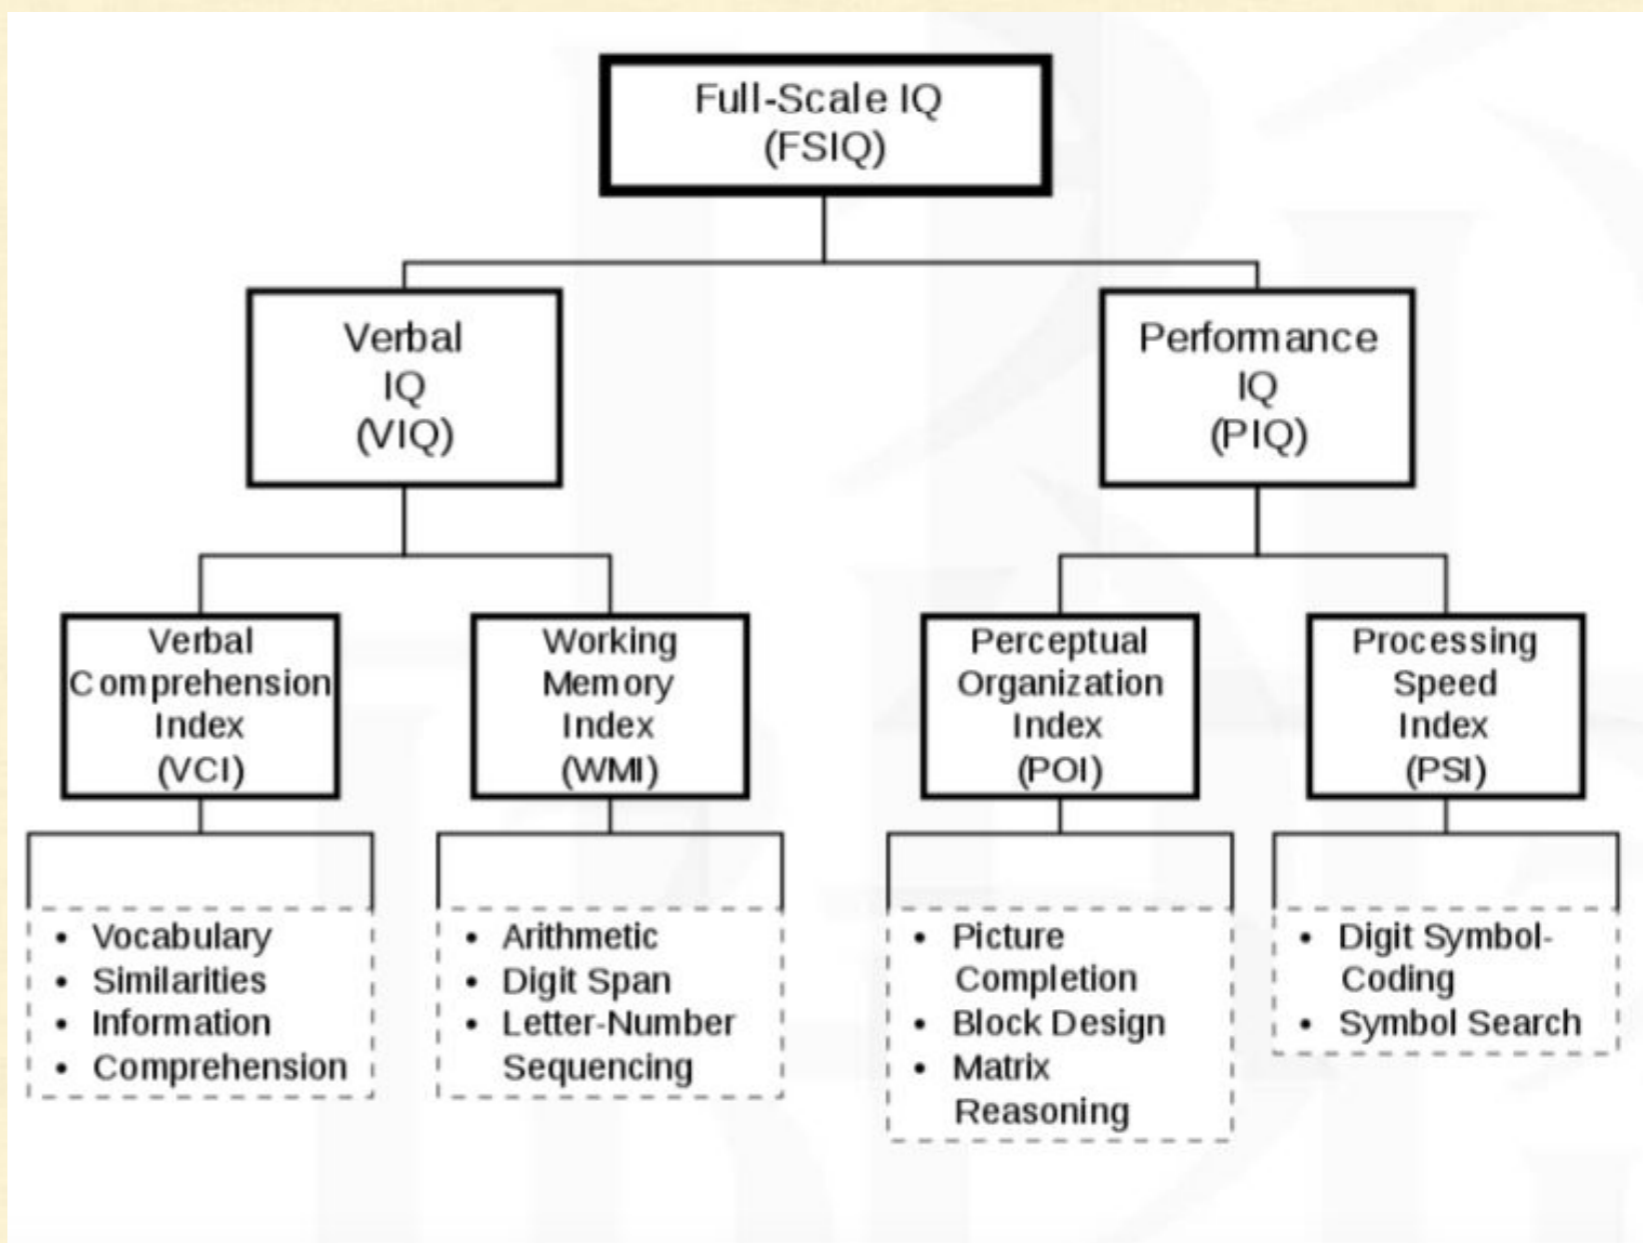 Full-Scale IQ
(FSIQ)
Verbal
IQ
(VIQ)
Performance
IQ
(PIQ)
Verbal
Comprehension
Index
(VCI)
Working
Memory
Index
(WMI)
Perceptual
Organization
Index
(POI)
Processing
Speed
Index
(PSI)
• Vocabulary
• Similarities
• Information
• Comprehension
• Arithmetic
• Digit Span
• Letter-Number
Sequencing
• Picture
Completion
• Block Design
• Matrix
Reasoning
• Digit Symbol-
Coding
• Symbol Search